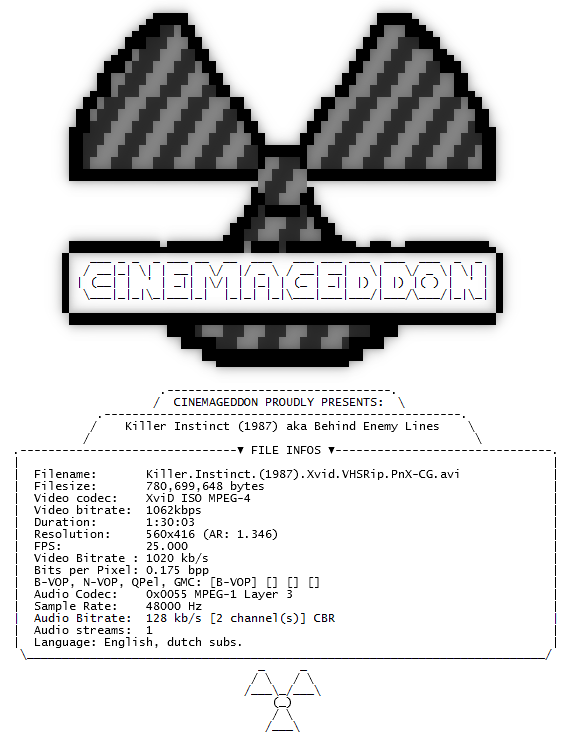 CINEMAGEDDON
CINEMAGEDDON PROUDLY PRESENTS:
Killer Instinct (1987) aka Behind Enemy Lines
▼ FILE INFOS ▼
Filename: Killer.Instinct.(1987).Xvid.VHSRip.PnX-CG.avi
Filesize: 780,699,648 bytes
Video codec: XviD ISO MPEG-4
Video bitrate: 1062kbps
Duration: 1:30:03
Resolution: 560x416 (AR: 1.346)
FPS: 25.000
Video Bitrate : 1020 kb/s
Bits per Pixel: 0.175 bpp
B-VOP, N-VOP, QPel, GMC: [B-VOP] [] [] []
Audio Codec: 0x0055 MPEG-1 Layer 3
Sample Rate: 48000 Hz
Audio Bitrate: 128 kb/s [2 channel(s)] CBR
Audio streams: 1
Language: English, dutch subs.